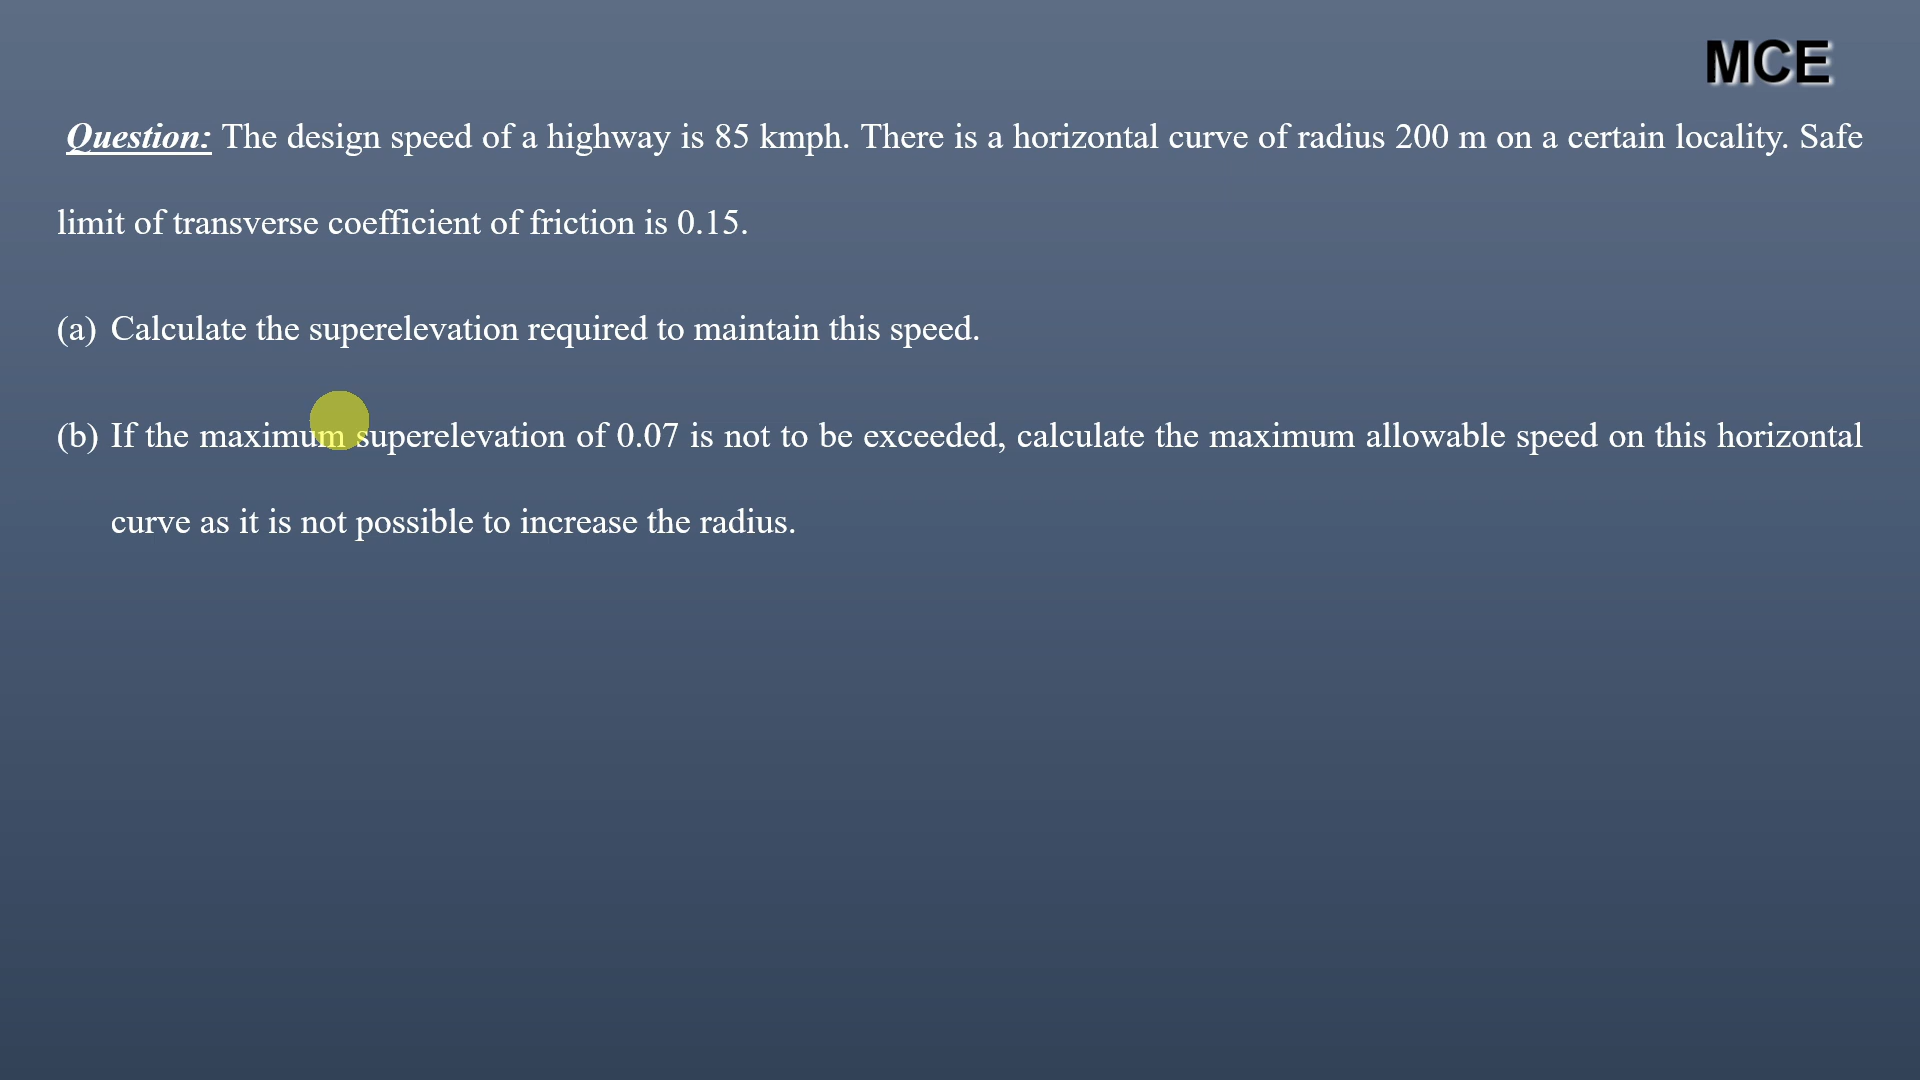 MCE
Question: The design speed of a highway is 85 kmph. There is a horizontal curve of radius 200 m on a certain locality. Safe
limit of transverse coefficient of friction is 0.15.
(a) Calculate the superelevation required to maintain this speed.
(b) If the maximum superelevation of 0.07 is not to be exceeded, calculate the maximum allowable speed on this horizontal
curve as it is not possible to increase the radius.